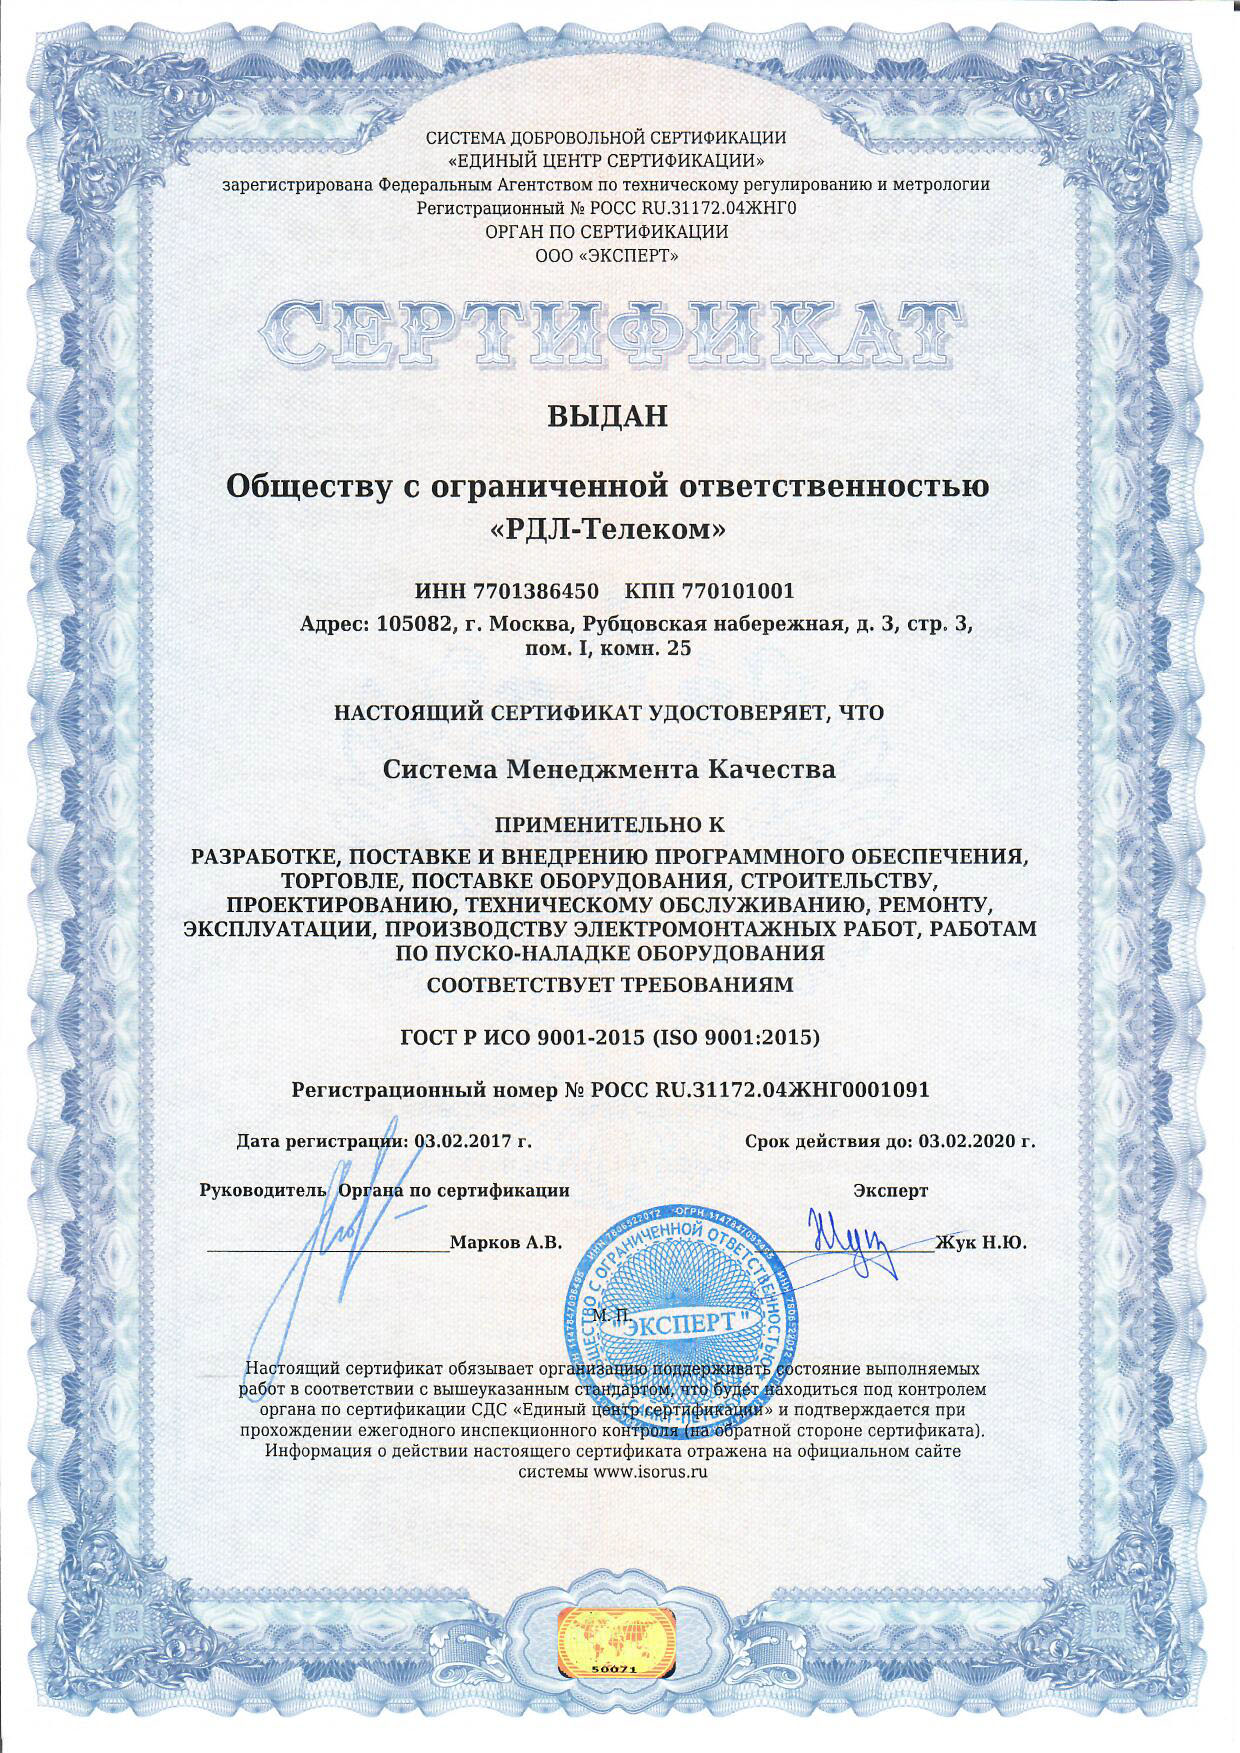 СИСТЕМА ДОБРОВОЛЬНОЙ СЕРТИФИКАЦИИ
«ЕДИНЫЙ ЦЕНТР СЕРТИФИКАЦИИ»
зарегистрирована Федеральным Агентством по техническому регулированию и метрологии
Регистрационный № РОСС RU.31172.04ЖНГ0
ОРГАН ПО СЕРТИФИКАЦИИ
ООО «ЭКСПЕРТ»
СЕРТИФИКАТ
ВЫДАН
Обществу с ограниченной ответственностью
«РДЛ-Телеком»
ИНН 7701386450 КПП 770101001
Адрес: 105082, г. Москва, Рубцовская набережная, д. 3, стр. 3,
пом. I, комн. 25
НАСТОЯЩИЙ СЕРТИФИКАТ УДОСТОВЕРЯЕТ, ЧТО
Система Менеджмента Качества
ПРИМЕНИТЕЛЬНО К
РАЗРАБОТКЕ, ПОСТАВКЕ И ВНЕДРЕНИЮ ПРОГРАММНОГО ОБЕСПЕЧЕНИЯ,
ТОРГОВЛЕ, ПОСТАВКЕ ОБОРУДОВАНИЯ, СТРОИТЕЛЬСТВУ,
ПРОЕКТИРОВАНИЮ, ТЕХНИЧЕСКОМУ ОБСЛУЖИВАНИЮ, РЕМОНТУ,
ЭКСПЛУАТАЦИИ, ПРОИЗВОДСТВУ ЭЛЕКТРОМОНТАЖНЫХ РАБОТ, РАБОТАМ
ПО ПУСКО-НАЛАДКЕ ОБОРУДОВАНИЯ
СООТВЕТСТВУЕТ ТРЕБОВАНИЯМ
ГОСТ Р ИСО 9001-2015 (ISO 9001:2015)
Регистрационный номер № РОСС RU.31172.04ЖНГ0001091
Дата регистрации: 03.02.2017 г. Срок действия до: 03.02.2020 г.
Руководитель Органа по сертификации Эксперт
Марков А.В. Жук Н.Ю.
ИНН 7806522012 ОГРН 1147847098495
ОБЩЕСТВО С ОГРАНИЧЕННОЙ ОТВЕТСТВЕННОСТЬЮ
М. П.
"ЭКСПЕРТ"
САНКТ-ПЕТЕРБУРГ
Настоящий сертификат обязывает организацию поддерживать состояние выполняемых
работ в соответствии с вышеуказанным стандартом, что будет находиться под контролем
органа по сертификации СДС «Единый центр сертификации» и подтверждается при
прохождении ежегодного инспекционного контроля (на обратной стороне сертификата).
Информация о действии настоящего сертификата отражена на официальном сайте
системы www.isorus.ru
50071